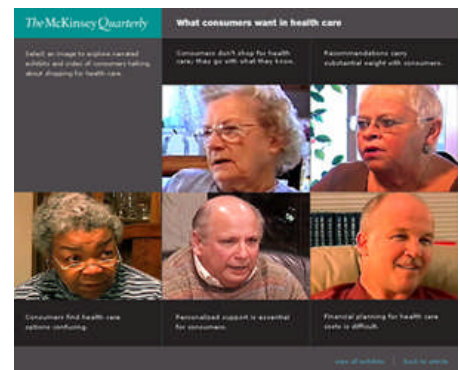 The McKinsey Quarterly
What consumers want in health care
Select an image to explore narrated
exhibits and video of consumers talking
about shopping for health care.
Consumers don't shop for health
care; they go with what they know.
Recommendations carry
substantial weight with consumers.
Consumers find health care
options confusing.
Personalized support is essential
for consumers.
Financial planning for health care
costs is difficult.
view all exhibits | back to article